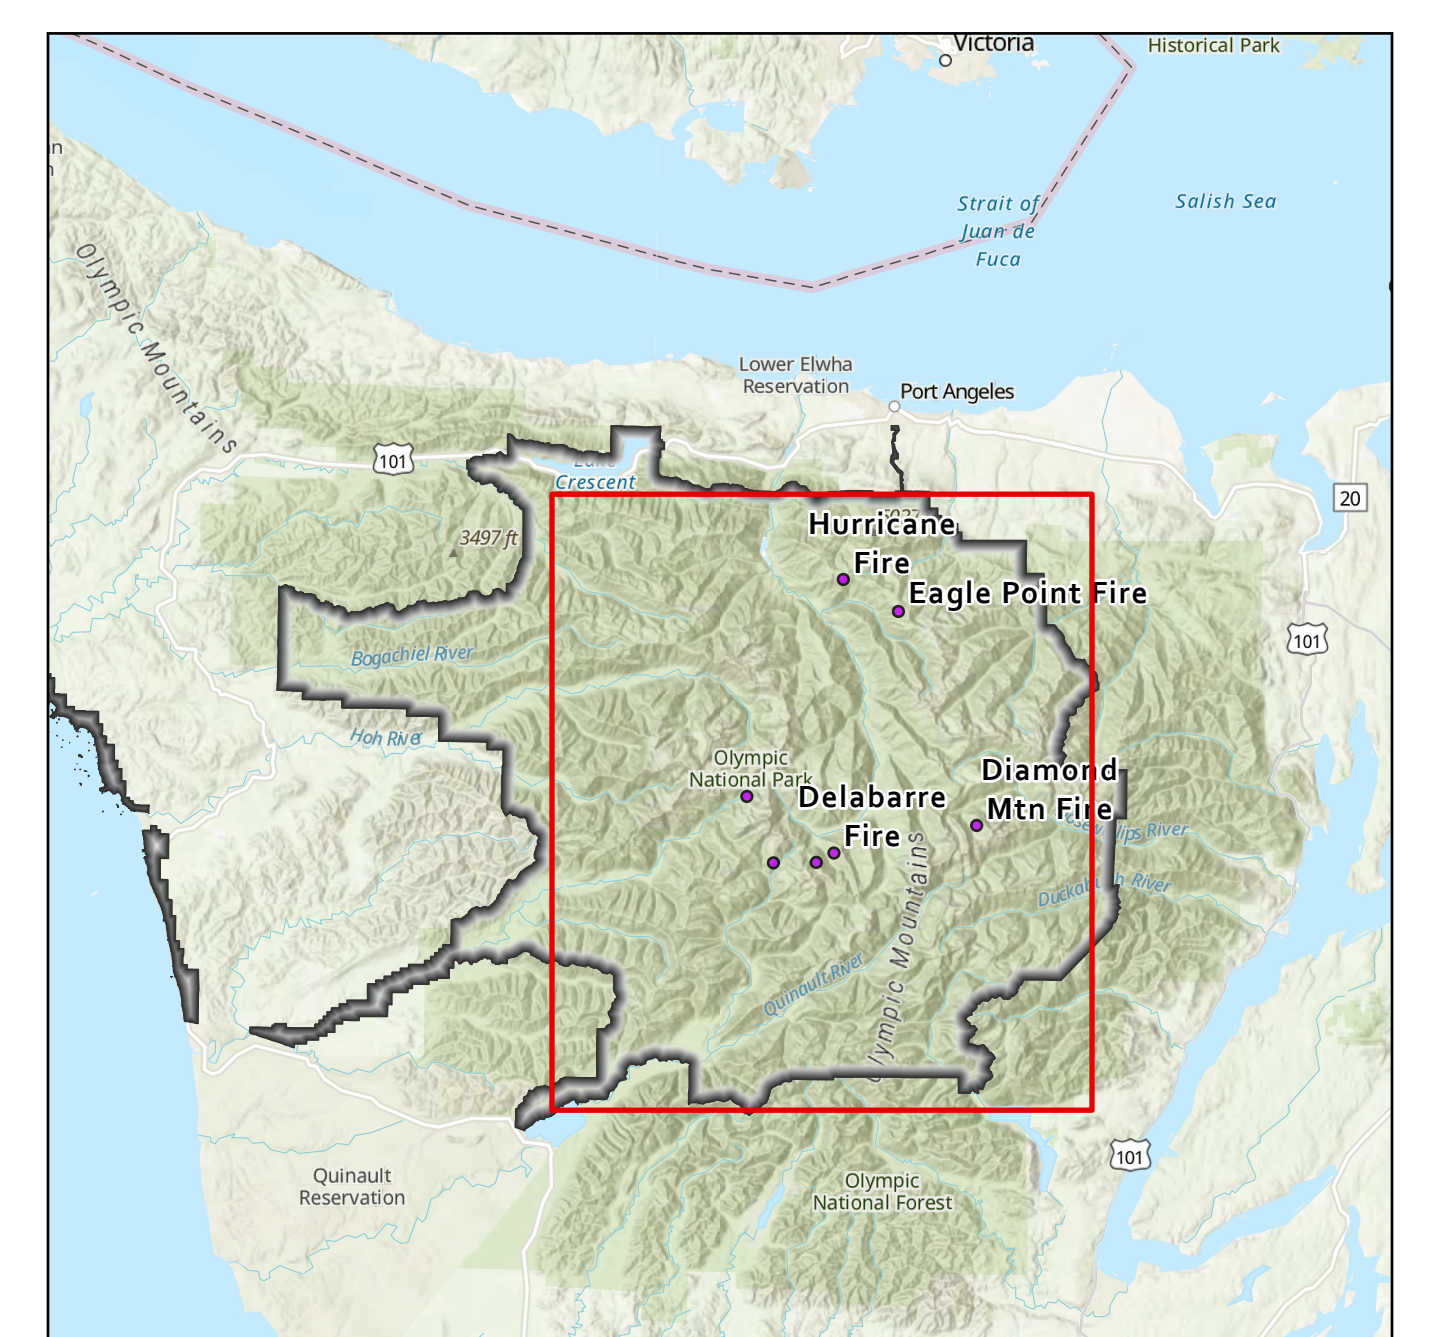 Victoria
Historical Park
Strait of
Juan de
Fuca
Salish Sea
Olympic Mountains
Lower Elwha
Reservation
Port Angeles
101
Lake
Crescent
20
3497 ft
Hurricane
Fire
Eagle Point Fire
101
Bogachiel River
Hoh River
Olympic
National Park
Delabarre
Fire
Diamond
Mtn Fire
Duckabush River
Quinault River
Olympic Mountains
101
Quinault
Reservation
Olympic
National Forest